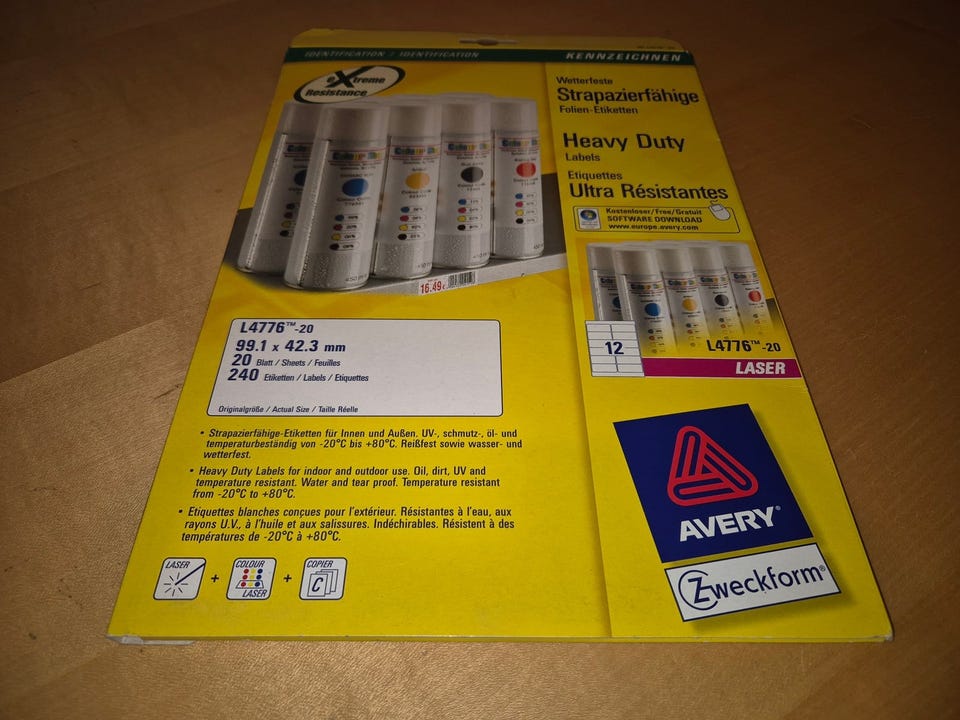 IDENTIFICATION / IDENTIFICATION
KENNZEICHNEN
eXtreme
Resistance
Wetterfeste
Strapazierfähige
Folien-Etiketten
Heavy Duty
Labels
Etiquettes
Ultra Résistantes
Kostenloser/Free/Gratuit
SOFTWARE DOWNLOAD
www.europe.avery.com
16.49€
L4776™-20
99.1 x 42.3 mm
20 Blatt / Sheets / Feuilles
240 Etiketten / Labels / Etiquettes
Originalgröße / Actual Size / Taille Réelle
12
L4776™-20
LASER
• Strapazierfähige-Etiketten für Innen und Außen. UV-, schmutz-, öl- und
temperaturbeständig von -20°C bis +80°C. Reißfest sowie wasser- und
wetterfest.
• Heavy Duty Labels for indoor and outdoor use. Oil, dirt, UV and
temperature resistant. Water and tear proof. Temperature resistant
from -20°C to +80°C.
• Etiquettes blanches conçues pour l'extérieur. Résistantes à l'eau, aux
rayons U.V., à l'huile et aux salissures. Indéchirables. Résistent à des
températures de -20°C à +80°C.
LASER
+
COLOUR
LASER
+
COPIER
C
AVERY®
Zweckform®